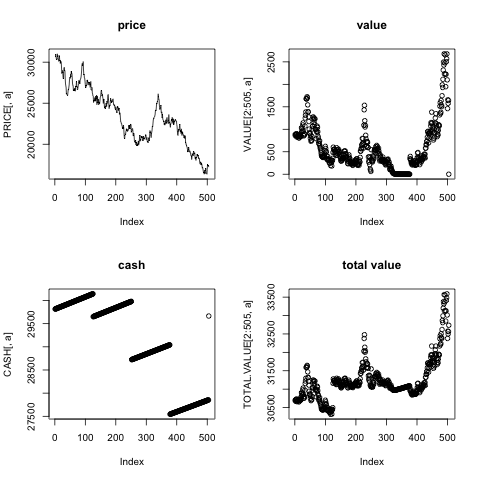 price
PRICE[, a]
20000 25000 30000
0 100 200 300 400 500
Index
value
VALUE[2:505, a]
0 500 1500 2500
0 100 200 300 400 500
Index
cash
CASH[, a]
27500 28500 29500
0 100 200 300 400 500
Index
total value
TOTAL.VALUE[2:505, a]
30500 31500 32500 33500
0 100 200 300 400 500
Index